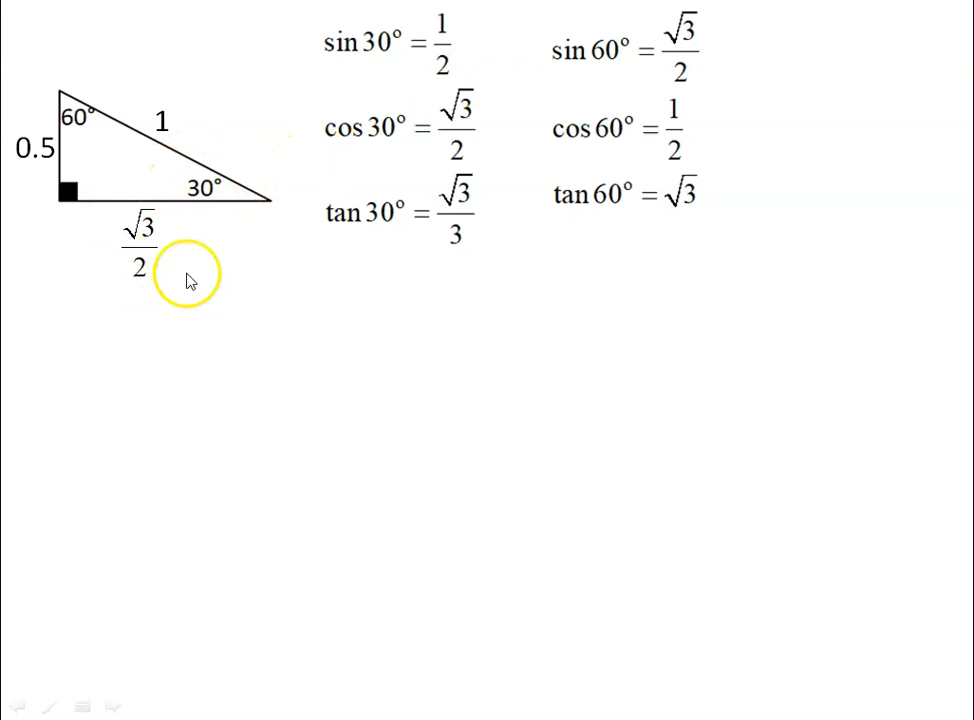 60°
1
0.5
30°
√3/2
sin 30° = 1/2
cos 30° = √3/2
tan 30° = √3/3
sin 60° = √3/2
cos 60° = 1/2
tan 60° = √3